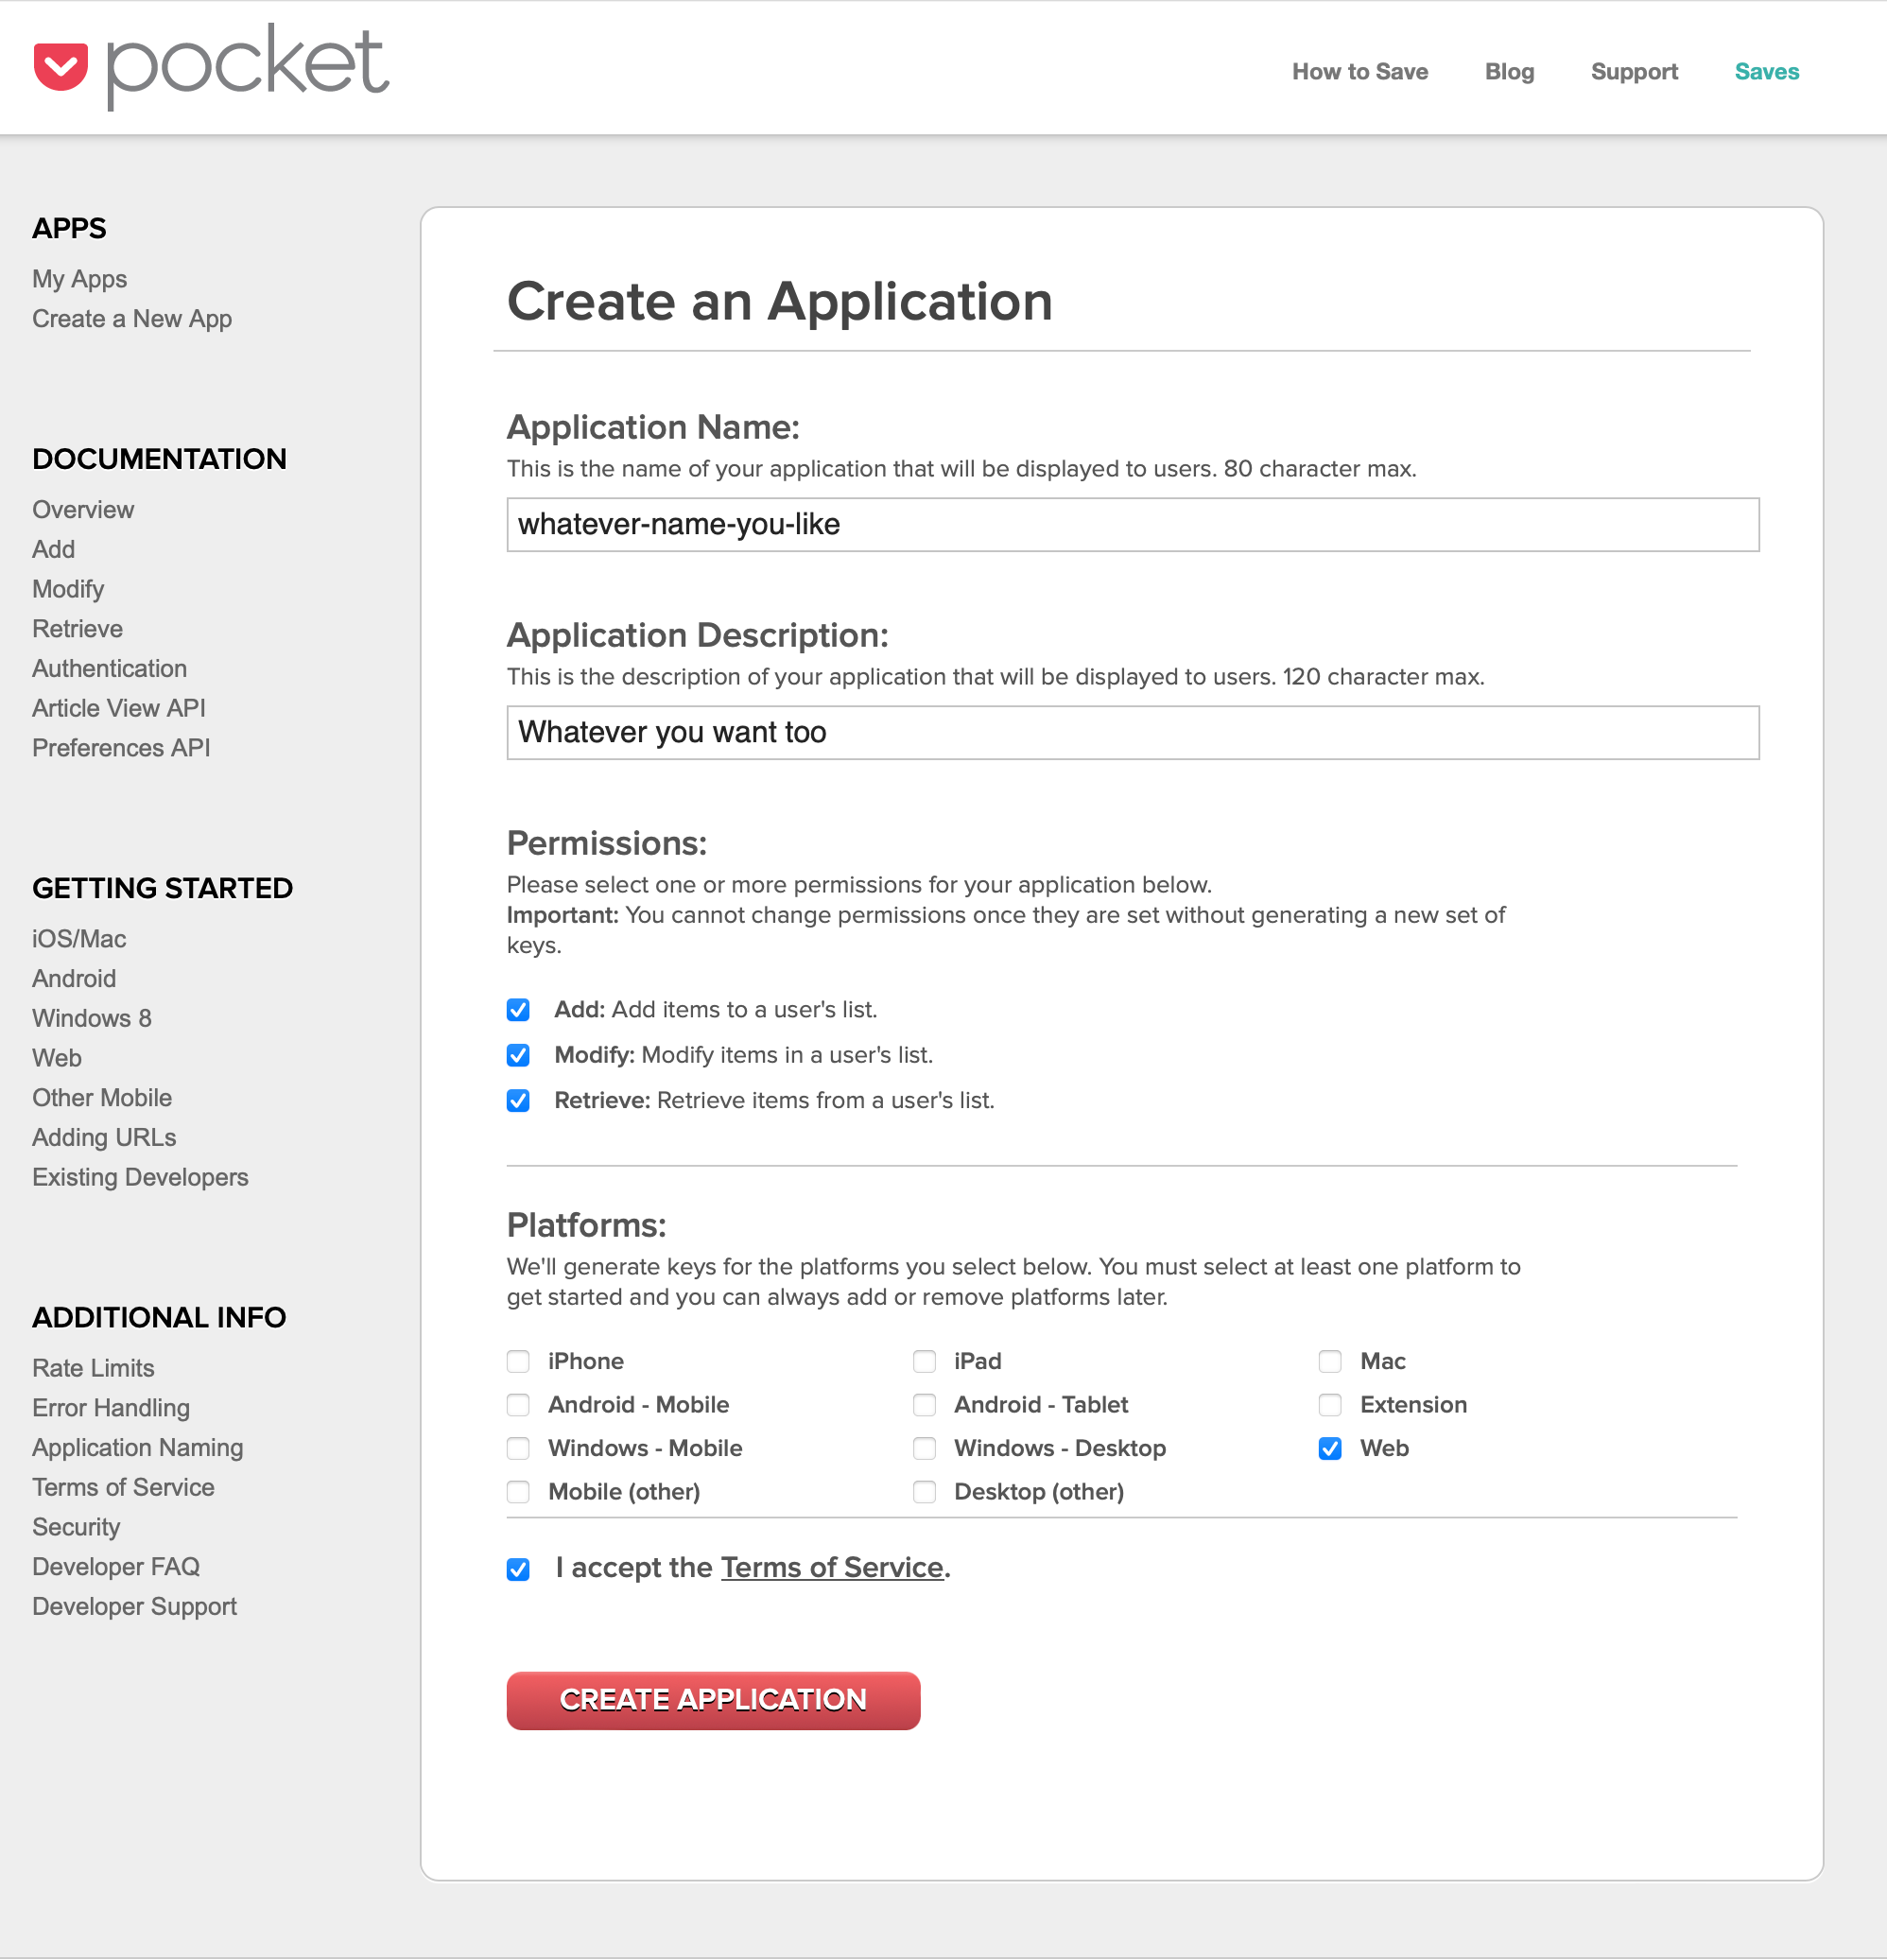 pocket
How to Save
Blog
Support
Saves
APPS
My Apps
Create a New App
DOCUMENTATION
Overview
Add
Modify
Retrieve
Authentication
Article View API
Preferences API
GETTING STARTED
iOS/Mac
Android
Windows 8
Web
Other Mobile
Adding URLs
Existing Developers
ADDITIONAL INFO
Rate Limits
Error Handling
Application Naming
Terms of Service
Security
Developer FAQ
Developer Support
Create an Application
Application Name:
This is the name of your application that will be displayed to users. 80 character max.
whatever-name-you-like
Application Description:
This is the description of your application that will be displayed to users. 120 character max.
Whatever you want too
Permissions:
Please select one or more permissions for your application below.
Important: You cannot change permissions once they are set without generating a new set of
keys.
Add: Add items to a user's list.
Modify: Modify items in a user's list.
Retrieve: Retrieve items from a user's list.
Platforms:
We'll generate keys for the platforms you select below. You must select at least one platform to
get started and you can always add or remove platforms later.
iPhone
iPad
Mac
Android - Mobile
Android - Tablet
Extension
Windows - Mobile
Windows - Desktop
Web
Mobile (other)
Desktop (other)
I accept the Terms of Service.
CREATE APPLICATION